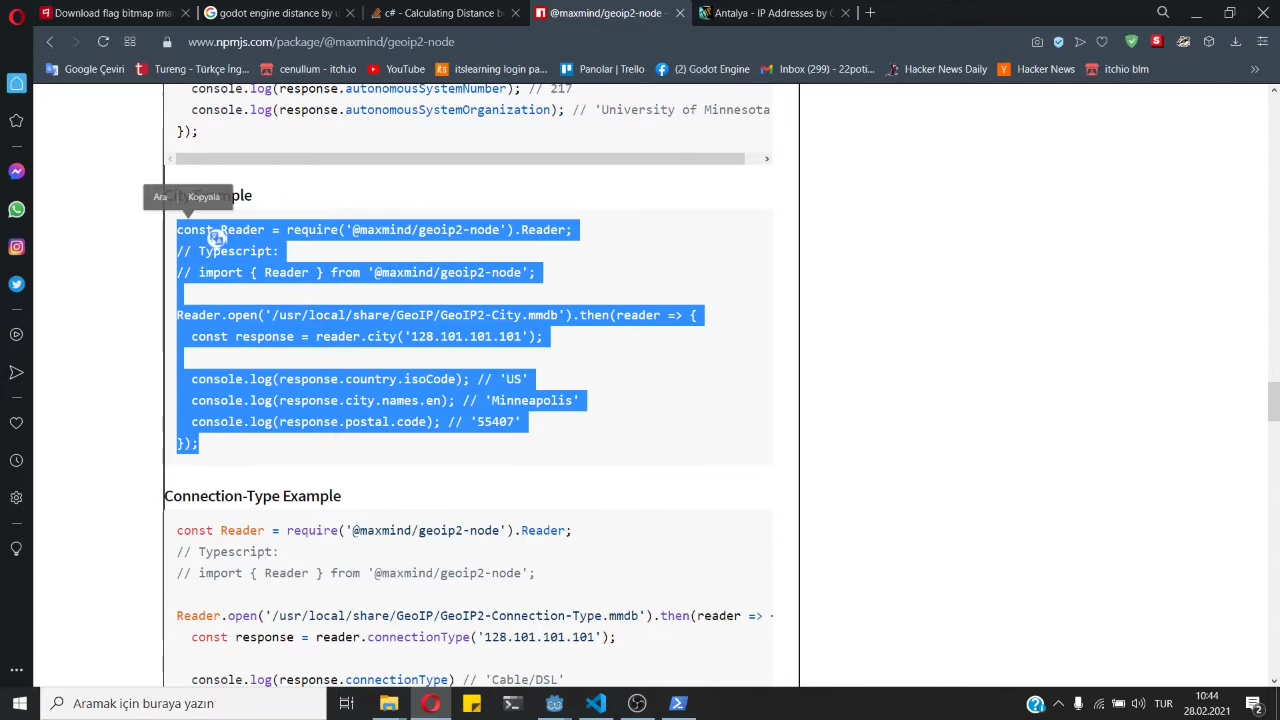 Download flag bitmap image
godot engine distance by u
c# - Calculating Distance be
@maxmind/geoip2-node -
Antalya - IP Addresses by C
www.npmjs.com/package/@maxmind/geoip2-node
Google Çeviri
Tureng - Türkçe İng...
cenullum - itch.io
YouTube
itslearning login pa...
Panolar | Trello
(2) Godot Engine
Inbox (299) - 22poti...
Hacker News Daily
Hacker News
itchio blm
console.log(response.autonomousSystemNumber); // 217
console.log(response.autonomousSystemOrganization); // 'University of Minnesota
});
City Example
Ara
Kopyala
const Reader = require('@maxmind/geoip2-node').Reader;
// Typescript:
// import { Reader } from '@maxmind/geoip2-node';
Reader.open('/usr/local/share/GeoIP/GeoIP2-City.mmdb').then(reader => {
const response = reader.city('128.101.101.101');
console.log(response.country.isoCode); // 'US'
console.log(response.city.names.en); // 'Minneapolis'
console.log(response.postal.code); // '55407'
});
Connection-Type Example
const Reader = require('@maxmind/geoip2-node').Reader;
// Typescript:
// import { Reader } from '@maxmind/geoip2-node';
Reader.open('/usr/local/share/GeoIP/GeoIP2-Connection-Type.mmdb').then(reader =>
const response = reader.connectionType('128.101.101.101');
console.log(response.connectionType) // 'Cable/DSL'
Aramak için buraya yazın
TUR
10:44
28.02.2021
2